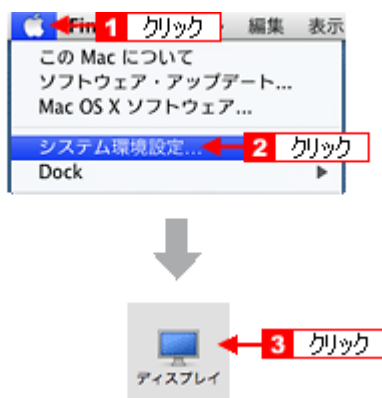 Fin 1 クリック 編集 表示
この Mac について
ソフトウェア・アップデート...
Mac OS X ソフトウェア...
システム環境設定... 2 クリック
Dock
3 クリック
ディスプレイ